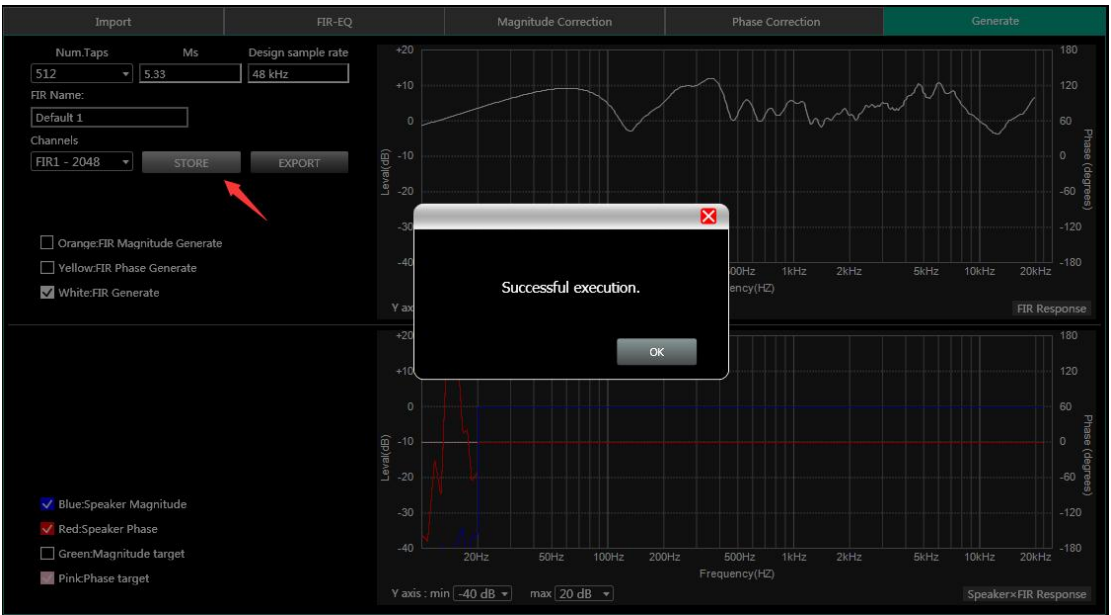 Import FIR-EQ Magnitude Correction Phase Correction Generate
Num.Taps Ms Design sample rate
512 5.33 48 kHz
FIR Name:
Default 1
Channels
FIR1 - 2048 STORE EXPORT
Orange:FIR Magnitude Generate
Yellow:FIR Phase Generate
White:FIR Generate
+20
+10
0
-10
-20
-30
-40
Leval(dB)
180
120
60
0
-60
-120
-180
Phase (degrees)
500Hz 1kHz 2kHz 5kHz 10kHz 20kHz
ency(HZ)
Y ax
FIR Response
Successful execution.
OK
+20
+10
0
-10
-20
-30
-40
Leval(dB)
180
120
60
0
-60
-120
-180
Phase (degrees)
20Hz 50Hz 100Hz 200Hz 500Hz 1kHz 2kHz 5kHz 10kHz 20kHz
Frequency(HZ)
Blue:Speaker Magnitude
Red:Speaker Phase
Green:Magnitude target
Pink:Phase target
Y axis : min -40 dB max 20 dB
Speaker×FIR Response